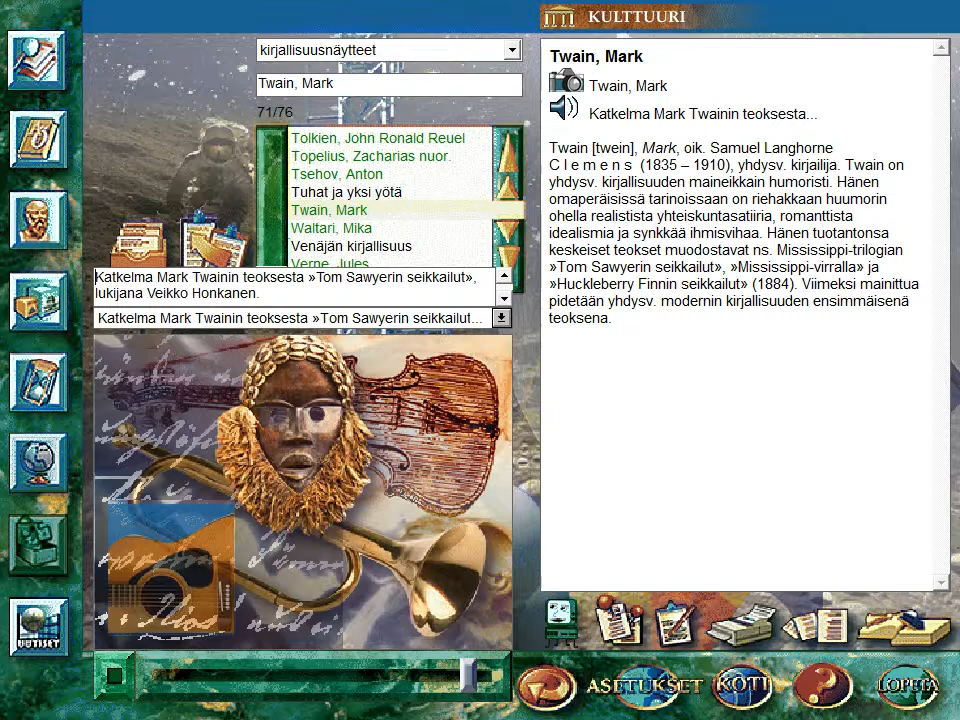 KULTTUURI
kirjallisuusnäytteet
Twain, Mark
71/76
Tolkien, John Ronald Reuel
Topelius, Zacharias nuor.
Tsehov, Anton
Tuhat ja yksi yötä
Twain, Mark
Waltari, Mika
Venäjän kirjallisuus
Verne, Jules
Katkelma Mark Twainin teoksesta »Tom Sawyerin seikkailut»,
lukijana Veikko Honkanen.
Katkelma Mark Twainin teoksesta »Tom Sawyerin seikkailut...
Twain, Mark
Twain, Mark
Katkelma Mark Twainin teoksesta...
Twain [twein], Mark, oik. Samuel Langhorne
C l e m e n s (1835 – 1910), yhdysv. kirjailija. Twain on
yhdysv. kirjallisuuden maineikkain humoristi. Hänen
omaperäisissä tarinoissaan on riehakkaan huumorin
ohella realistista yhteiskuntasatiiria, romanttista
idealismia ja synkkää ihmisvihaa. Hänen tuotantonsa
keskeiset teokset muodostavat ns. Mississippi-trilogian
»Tom Sawyerin seikkailut», »Mississippi-virralla» ja
»Huckleberry Finnin seikkailut» (1884). Viimeksi mainittua
pidetään yhdysv. modernin kirjallisuuden ensimmäisenä
teoksena.
UUTISET
ASETUKSET
KOTI
LOPETA